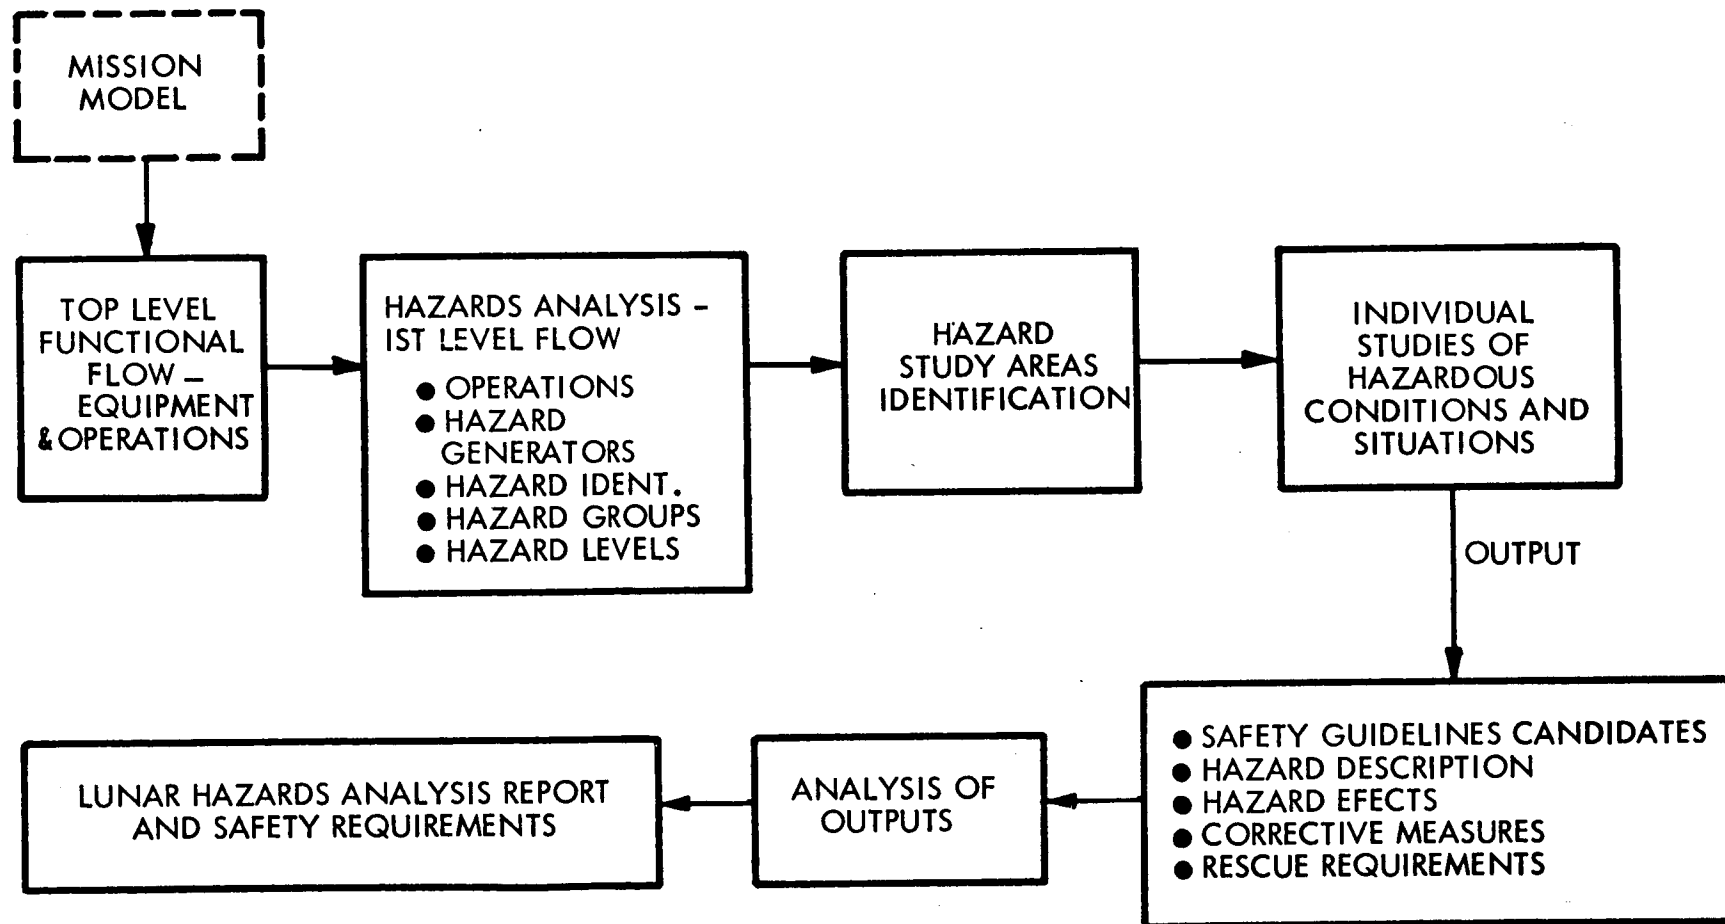 MISSION
MODEL
TOP LEVEL
FUNCTIONAL
FLOW –
EQUIPMENT
& OPERATIONS
HAZARDS ANALYSIS –
IST LEVEL FLOW
● OPERATIONS
● HAZARD
GENERATORS
● HAZARD IDENT.
● HAZARD GROUPS
● HAZARD LEVELS
HAZARD
STUDY AREAS
IDENTIFICATION
INDIVIDUAL
STUDIES OF
HAZARDOUS
CONDITIONS AND
SITUATIONS
OUTPUT
● SAFETY GUIDELINES CANDIDATES
● HAZARD DESCRIPTION
● HAZARD EFECTS
● CORRECTIVE MEASURES
● RESCUE REQUIREMENTS
ANALYSIS OF
OUTPUTS
LUNAR HAZARDS ANALYSIS REPORT
AND SAFETY REQUIREMENTS